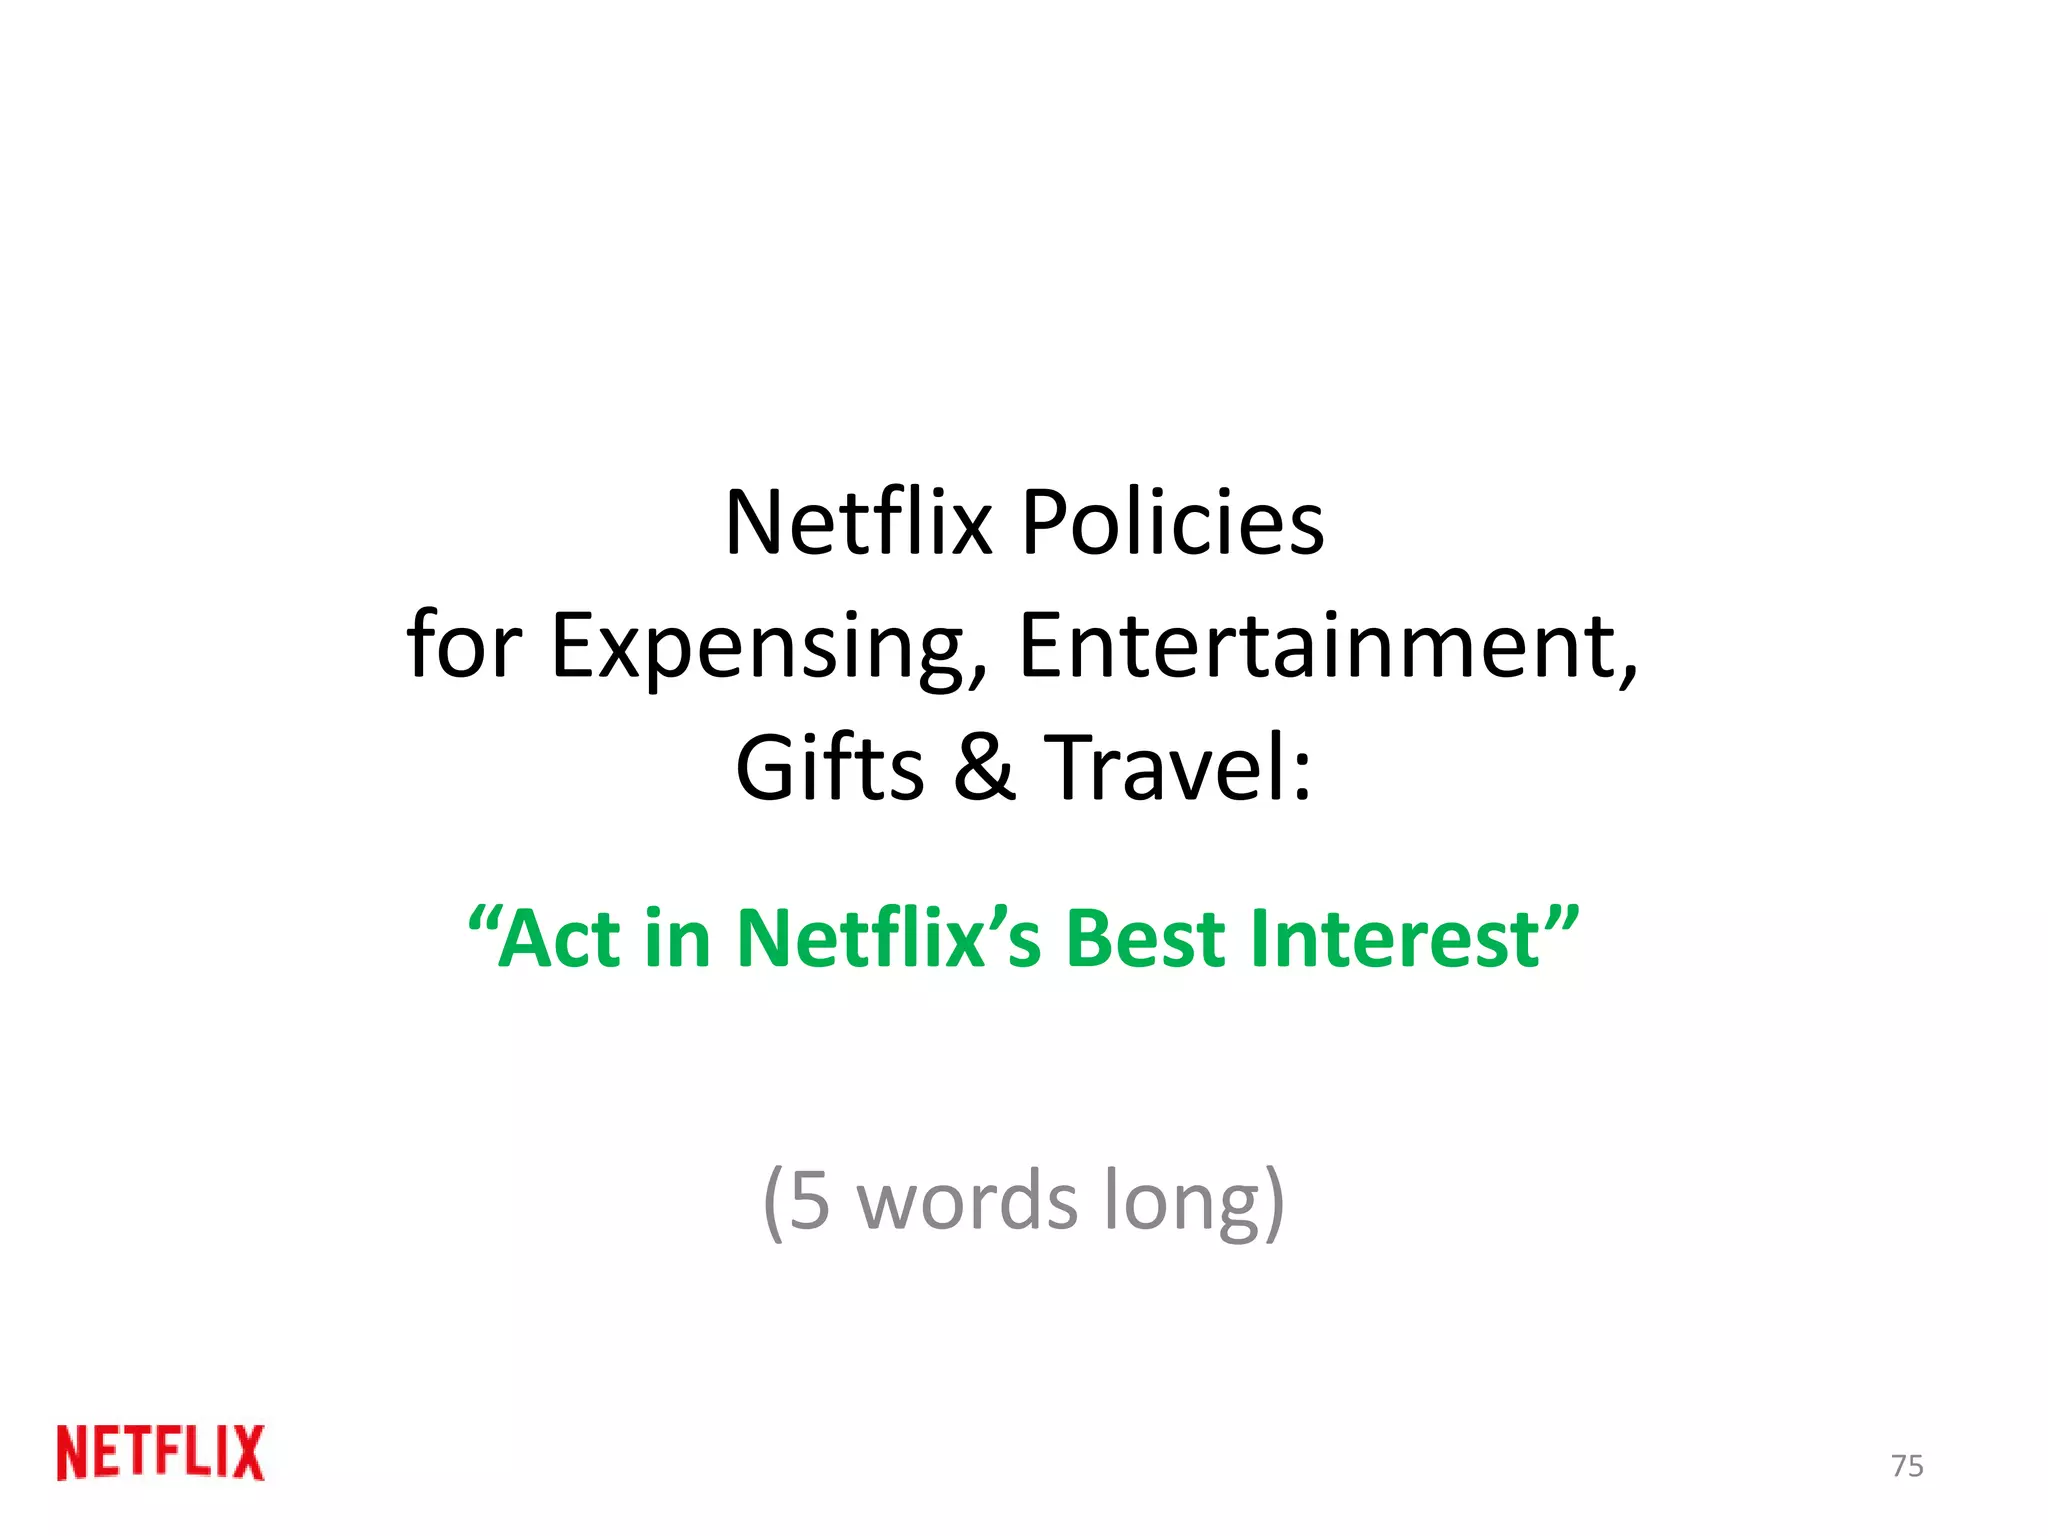 Netflix Policies
for Expensing, Entertainment,
Gifts & Travel:
“Act in Netflix’s Best Interest”
(5 words long)
NETFLIX
75